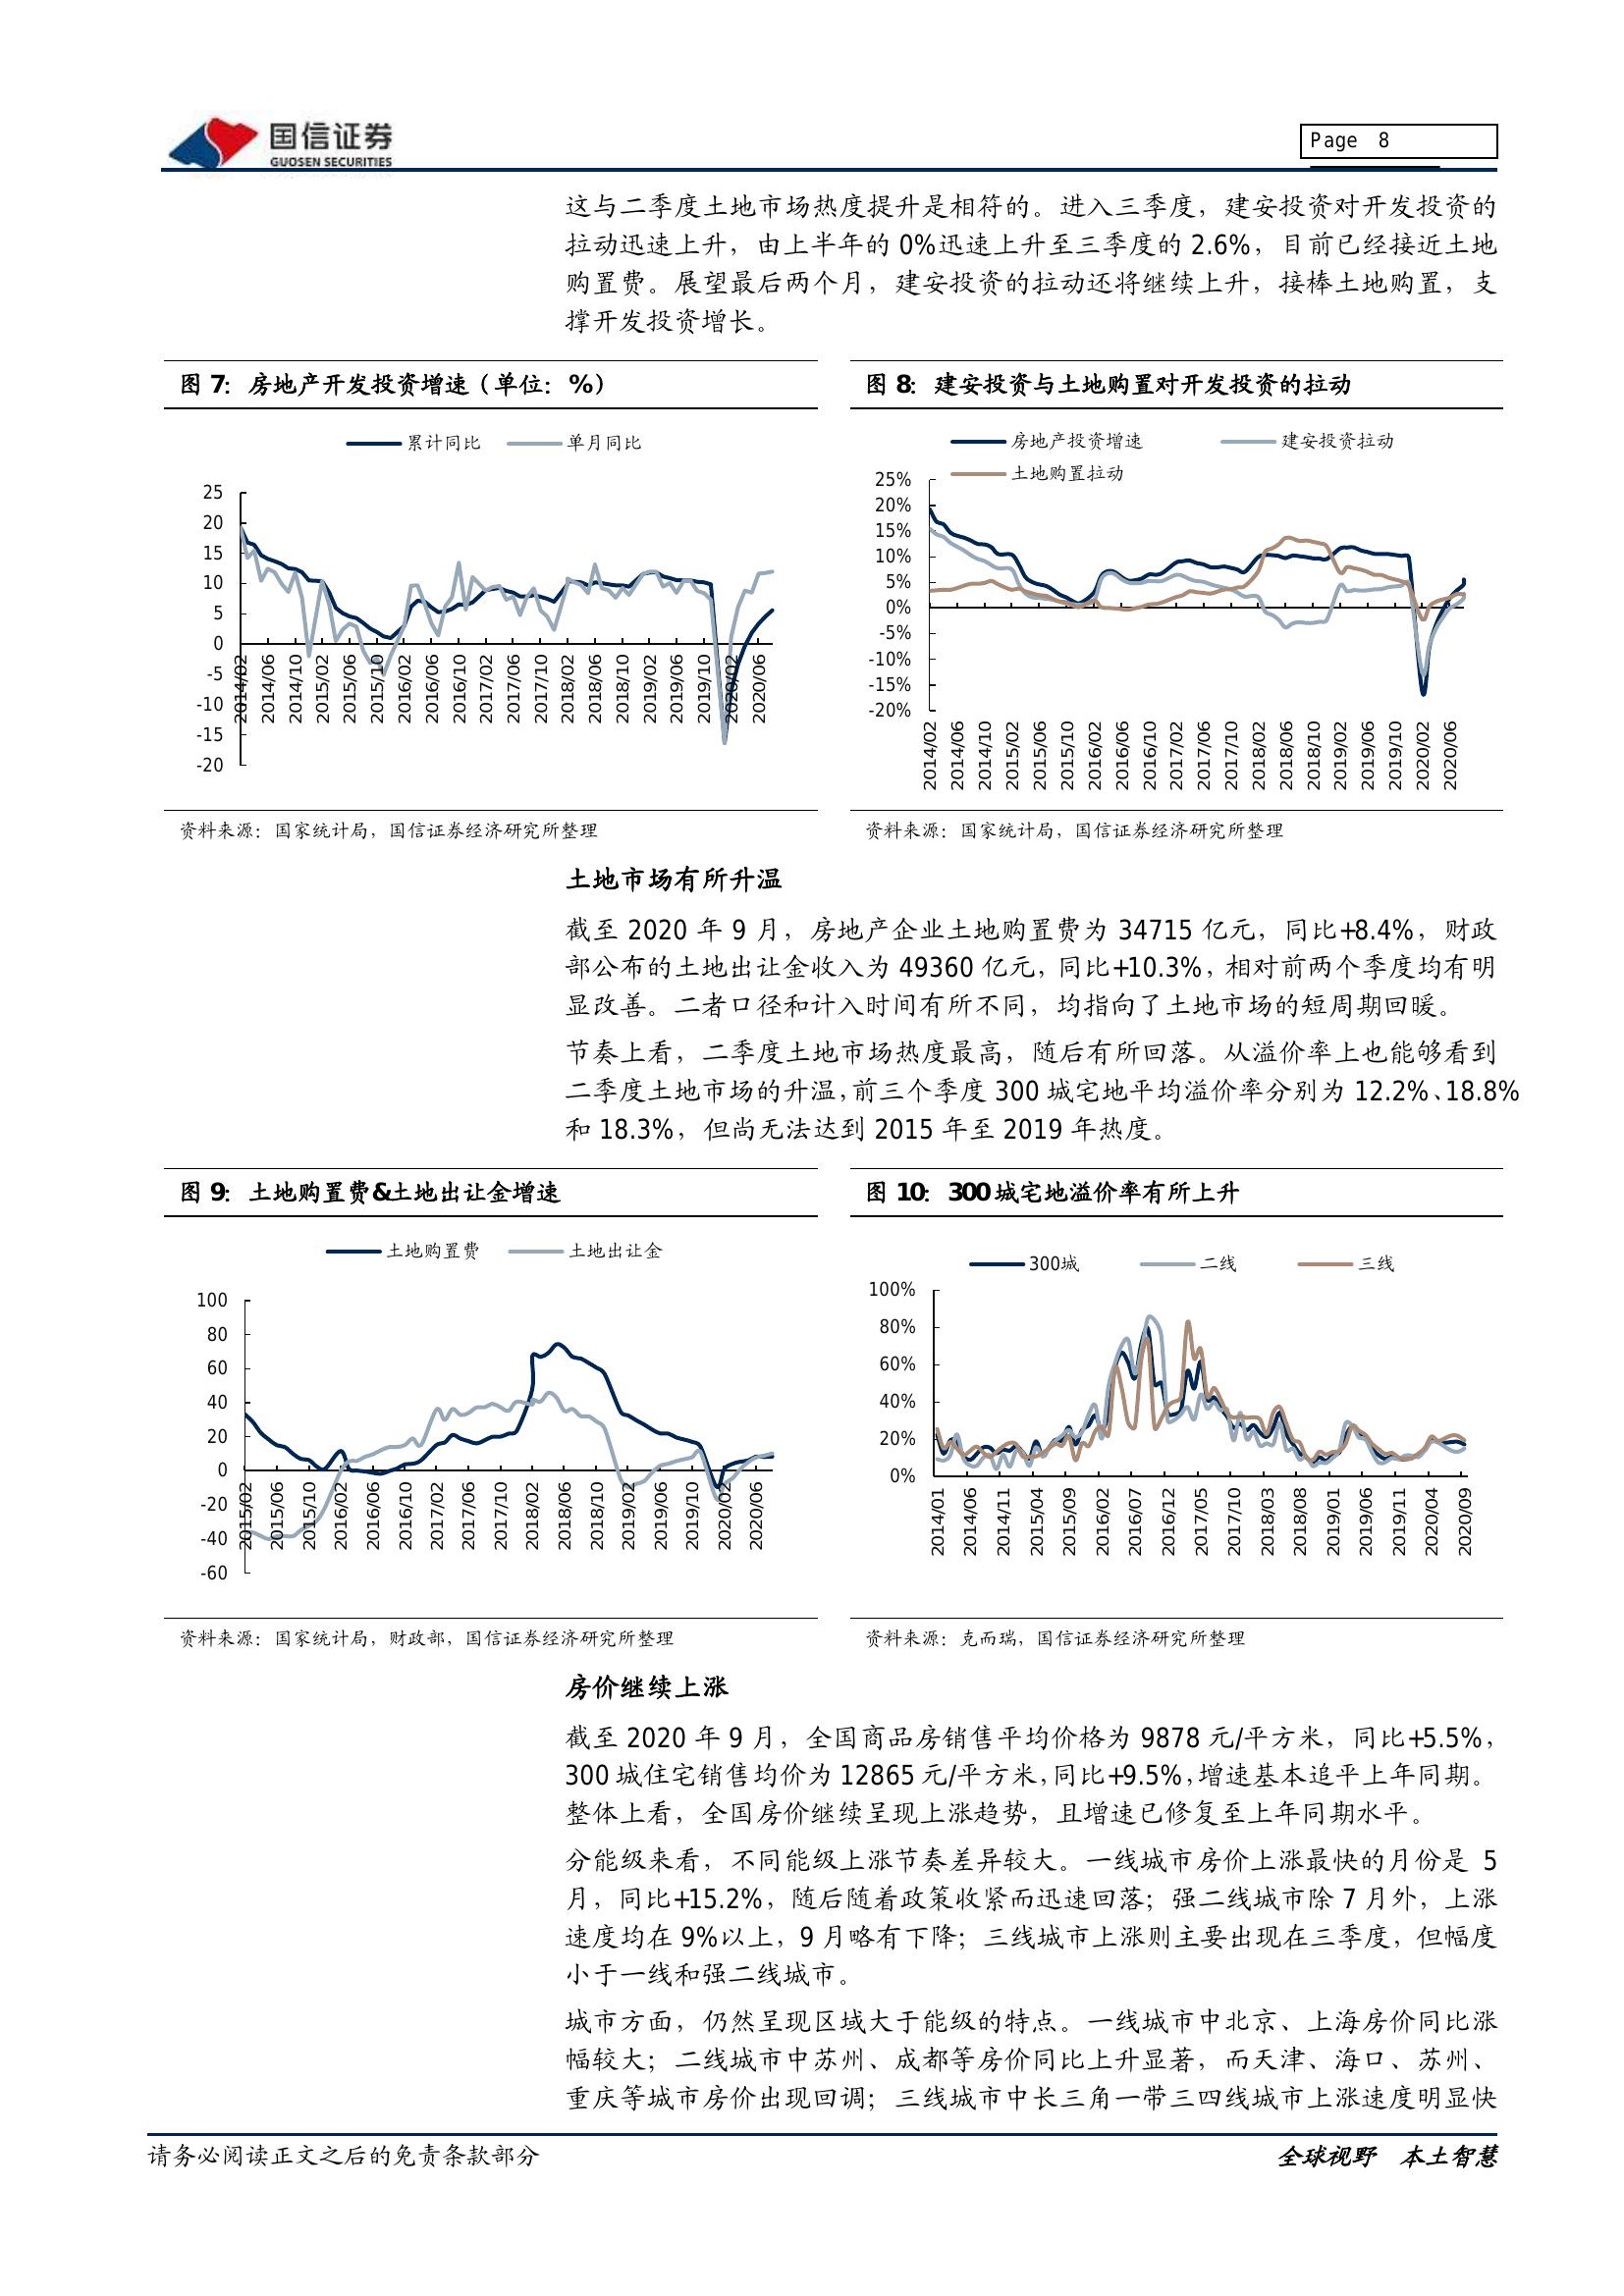 国信证券
GUOSEN SECURITIES
Page 8
这与二季度土地市场热度提升是相符的。进入三季度，建安投资对开发投资的
拉动迅速上升，由上半年的 0%迅速上升至三季度的 2.6%，目前已经接近土地
购置费。展望最后两个月，建安投资的拉动还将继续上升，接棒土地购置，支
撑开发投资增长。
图 7：房地产开发投资增速（单位：%）
累计同比 单月同比
25
20
15
10
5
0
-5
-10
-15
-20
2014/02 2014/06 2014/10 2015/02 2015/06 2015/10 2016/02 2016/06 2016/10 2017/02 2017/06 2017/10 2018/02 2018/06 2018/10 2019/02 2019/06 2019/10 2020/02 2020/06
资料来源：国家统计局，国信证券经济研究所整理
图 8：建安投资与土地购置对开发投资的拉动
房地产投资增速 建安投资拉动
土地购置拉动
25%
20%
15%
10%
5%
0%
-5%
-10%
-15%
-20%
2014/02 2014/06 2014/10 2015/02 2015/06 2015/10 2016/02 2016/06 2016/10 2017/02 2017/06 2017/10 2018/02 2018/06 2018/10 2019/02 2019/06 2019/10 2020/02 2020/06
资料来源：国家统计局，国信证券经济研究所整理
土地市场有所升温
截至 2020 年 9 月，房地产企业土地购置费为 34715 亿元，同比+8.4%，财政
部公布的土地出让金收入为 49360 亿元，同比+10.3%，相对前两个季度均有明
显改善。二者口径和计入时间有所不同，均指向了土地市场的短周期回暖。
节奏上看，二季度土地市场热度最高，随后有所回落。从溢价率上也能够看到
二季度土地市场的升温，前三个季度 300 城宅地平均溢价率分别为 12.2%、18.8%
和 18.3%，但尚无法达到 2015 年至 2019 年热度。
图 9：土地购置费&土地出让金增速
土地购置费 土地出让金
100
80
60
40
20
0
-20
-40
-60
2015/02 2015/06 2015/10 2016/02 2016/06 2016/10 2017/02 2017/06 2017/10 2018/02 2018/06 2018/10 2019/02 2019/06 2019/10 2020/02 2020/06
资料来源：国家统计局，财政部，国信证券经济研究所整理
图 10：300 城宅地溢价率有所上升
300城 二线 三线
100%
80%
60%
40%
20%
0%
2014/01 2014/06 2014/11 2015/04 2015/09 2016/02 2016/07 2016/12 2017/05 2017/10 2018/03 2018/08 2019/01 2019/06 2019/11 2020/04 2020/09
资料来源：克而瑞，国信证券经济研究所整理
房价继续上涨
截至 2020 年 9 月，全国商品房销售平均价格为 9878 元/平方米，同比+5.5%，
300 城住宅销售均价为 12865 元/平方米，同比+9.5%，增速基本追平上年同期。
整体上看，全国房价继续呈现上涨趋势，且增速已修复至上年同期水平。
分能级来看，不同能级上涨节奏差异较大。一线城市房价上涨最快的月份是 5
月，同比+15.2%，随后随着政策收紧而迅速回落；强二线城市除 7 月外，上涨
速度均在 9%以上，9 月略有下降；三线城市上涨则主要出现在三季度，但幅度
小于一线和强二线城市。
城市方面，仍然呈现区域大于能级的特点。一线城市中北京、上海房价同比涨
幅较大；二线城市中苏州、成都等房价同比上升显著，而天津、海口、苏州、
重庆等城市房价出现回调；三线城市中长三角一带三四线城市上涨速度明显快
请务必阅读正文之后的免责条款部分
全球视野 本土智慧